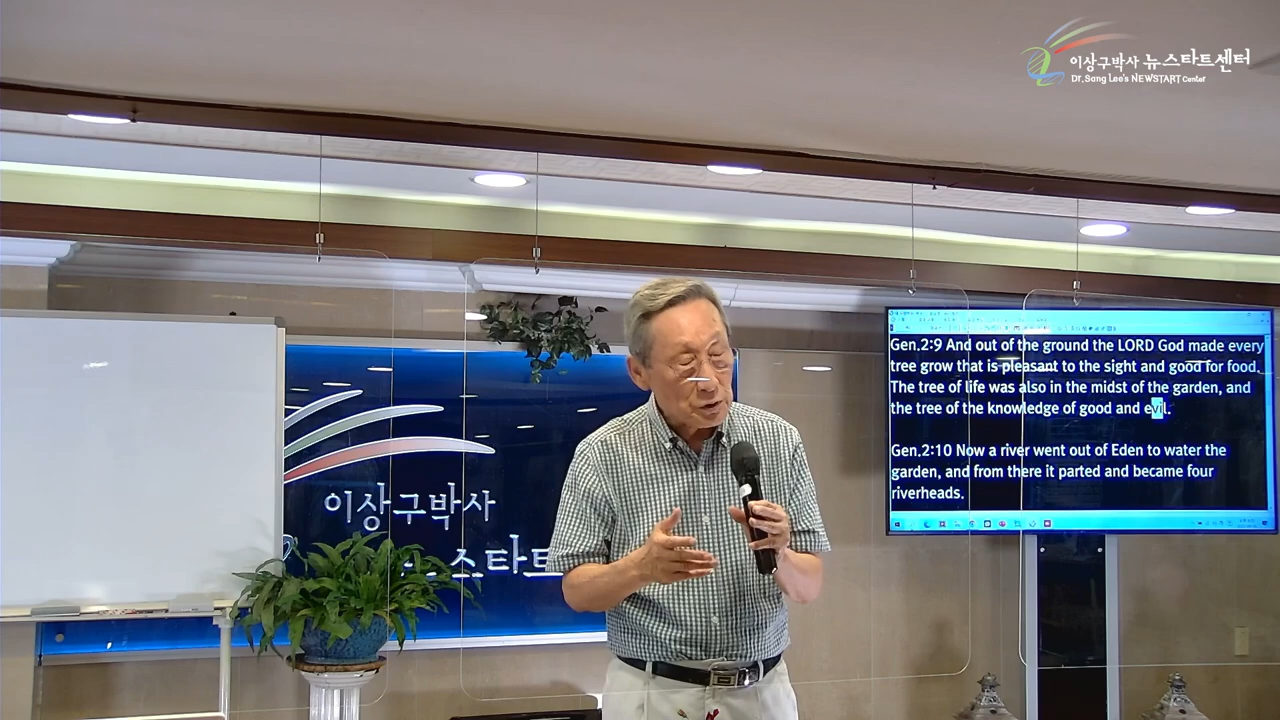 이상구박사 뉴스타트센터
Dr. Sang Lee's NEWSTART Center
이상구박사
스타트
Gen.2:9 And out of the ground the LORD God made every
tree grow that is pleasant to the sight and good for food.
The tree of life was also in the midst of the garden, and
the tree of the knowledge of good and evil.
Gen.2:10 Now a river went out of Eden to water the
garden, and from there it parted and became four
riverheads.